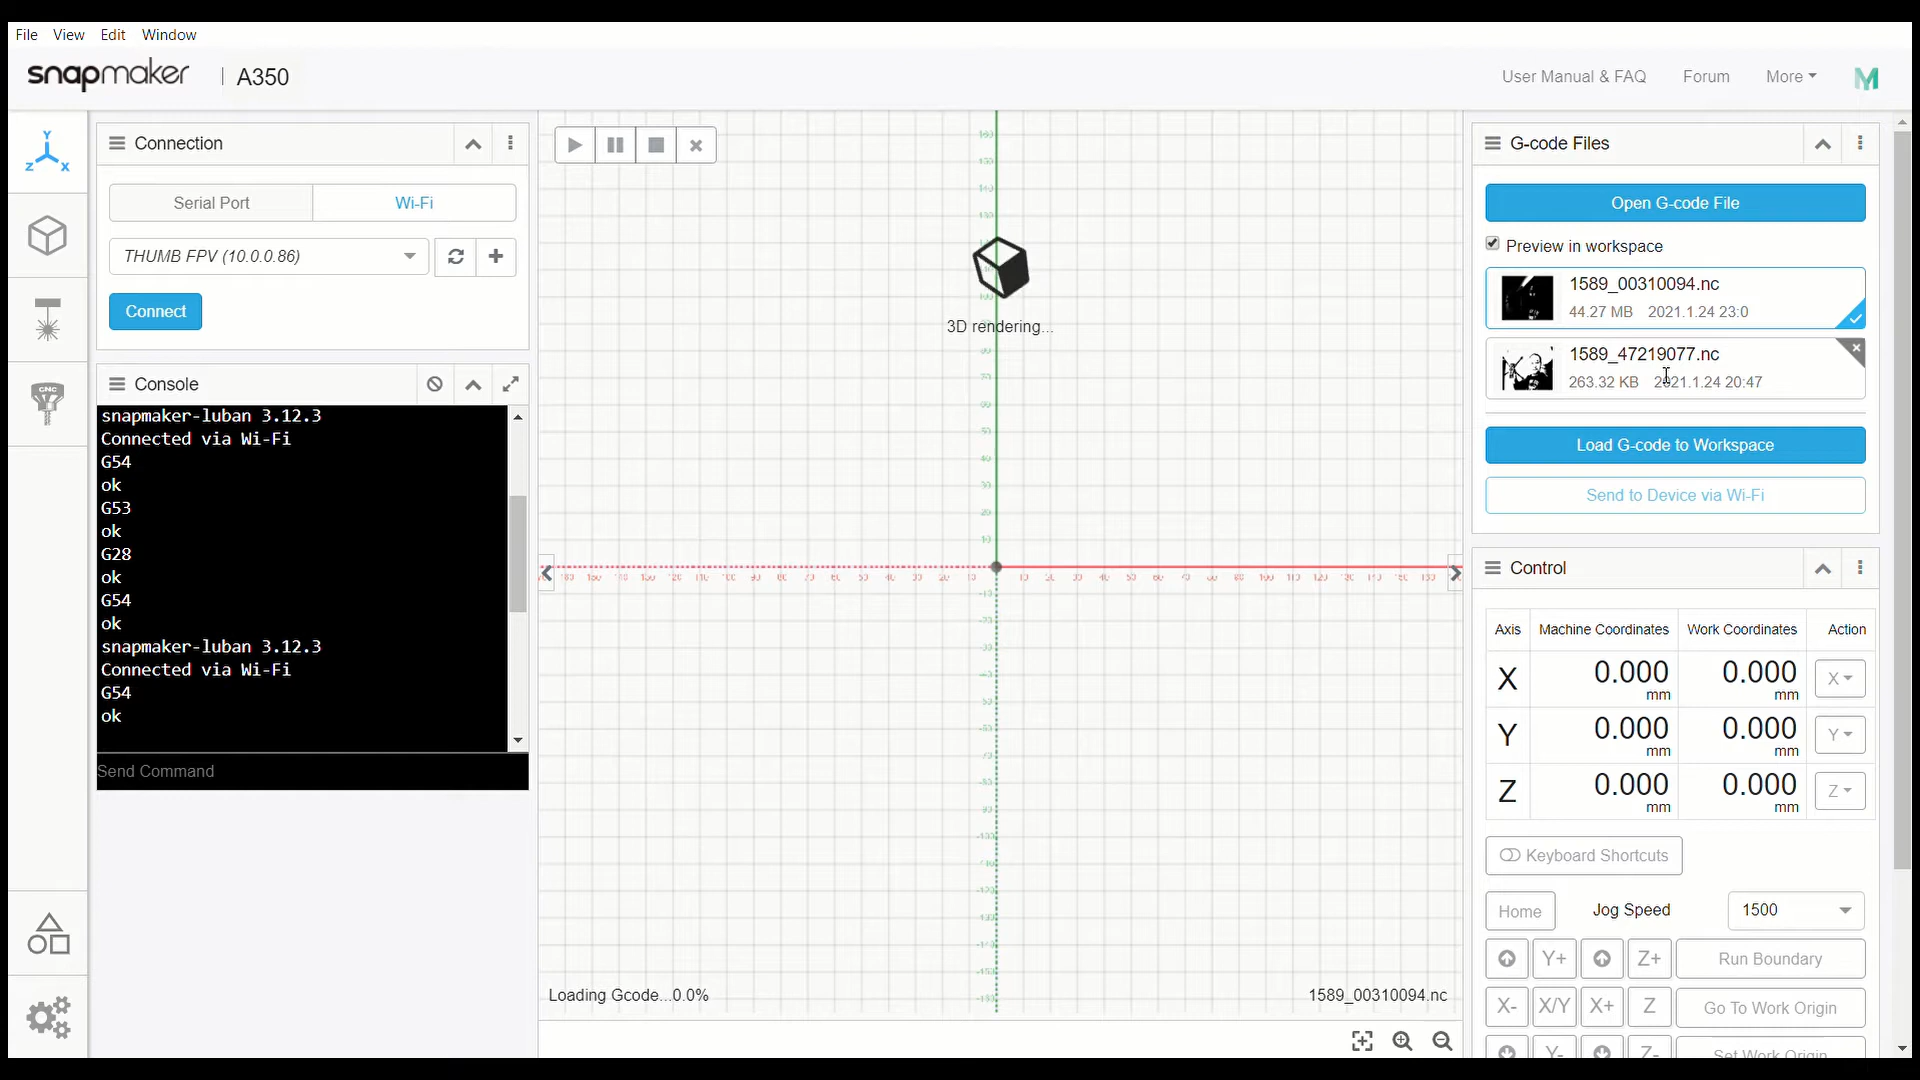 File View Edit Window
snapmaker | A350
User Manual & FAQ Forum More
Connection
Serial Port Wi-Fi
THUMB FPV (10.0.0.86)
Connect
Console
snapmaker-luban 3.12.3
Connected via Wi-Fi
G54
ok
G53
ok
G28
ok
G54
ok
snapmaker-luban 3.12.3
Connected via Wi-Fi
G54
ok
Send Command
3D rendering...
Loading Gcode...0.0%
1589_00310094.nc
G-code Files
Open G-code File
Preview in workspace
1589_00310094.nc
44.27 MB 2021.1.24 23:0
1589_47219077.nc
263.32 KB 2021.1.24 20:47
Load G-code to Workspace
Send to Device via Wi-Fi
Control
Axis Machine Coordinates Work Coordinates Action
X 0.000 mm 0.000 mm X
Y 0.000 mm 0.000 mm Y
Z 0.000 mm 0.000 mm Z
Keyboard Shortcuts
Home Jog Speed 1500
Y+ Z+ Run Boundary
X- X/Y X+ Z Go To Work Origin
Y- Z- Set Work Origin